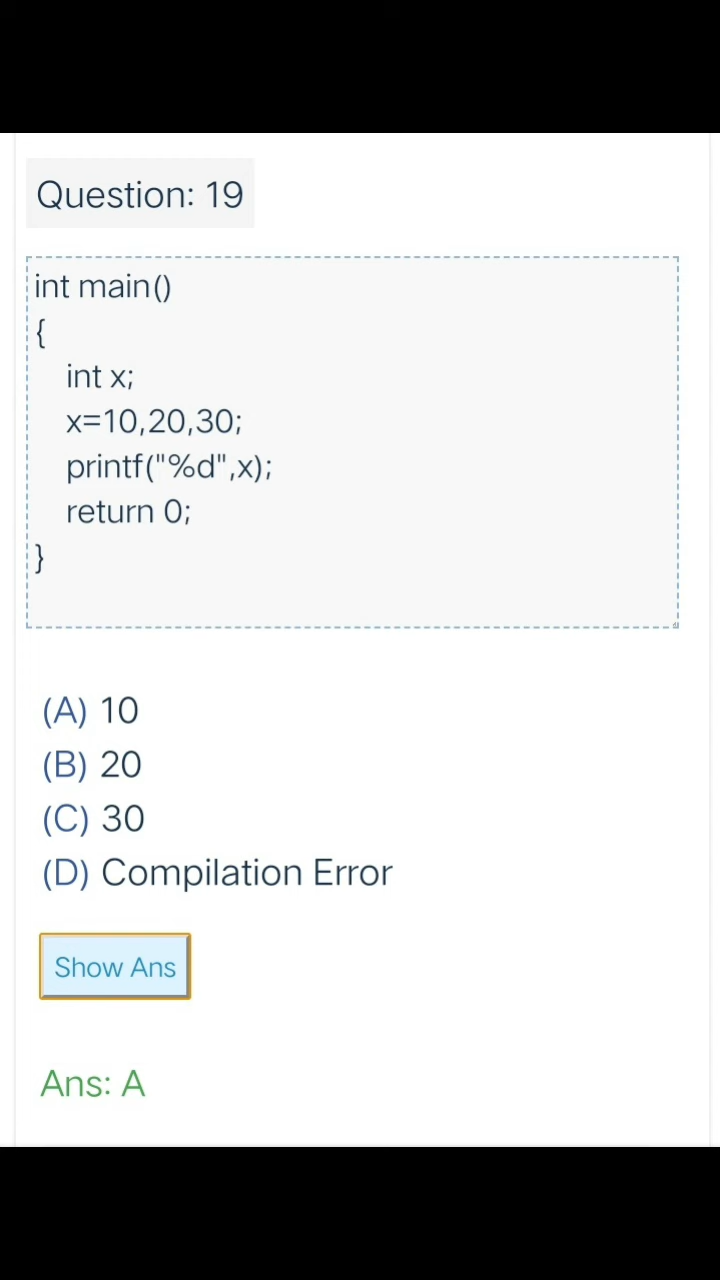 Question: 19
int main()
{
int x;
x=10,20,30;
printf("%d",x);
return 0;
}
(A) 10
(B) 20
(C) 30
(D) Compilation Error
Show Ans
Ans: A